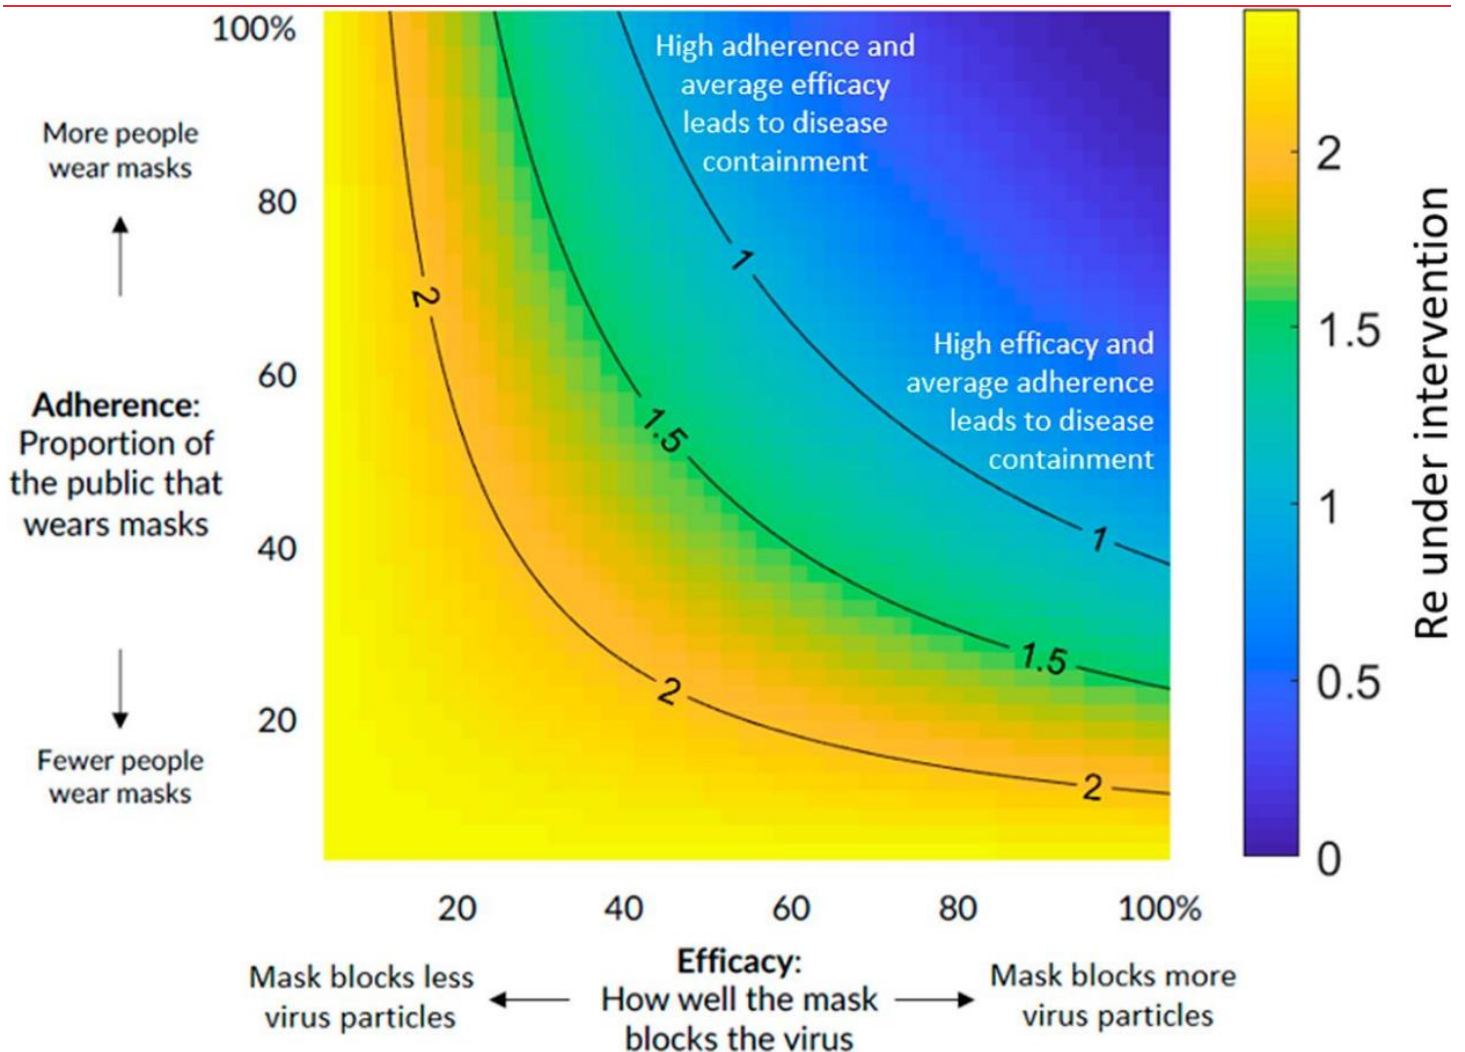 100%
80
60
40
20
More people
wear masks
Adherence:
Proportion of
the public that
wears masks
Fewer people
wear masks
High adherence and
average efficacy
leads to disease
containment
High efficacy and
average adherence
leads to disease
containment
2
2
2
1.5
1.5
1
1
2
1.5
1
0.5
0
Re under intervention
20 40 60 80 100%
Efficacy:
How well the mask
blocks the virus
Mask blocks less
virus particles
Mask blocks more
virus particles